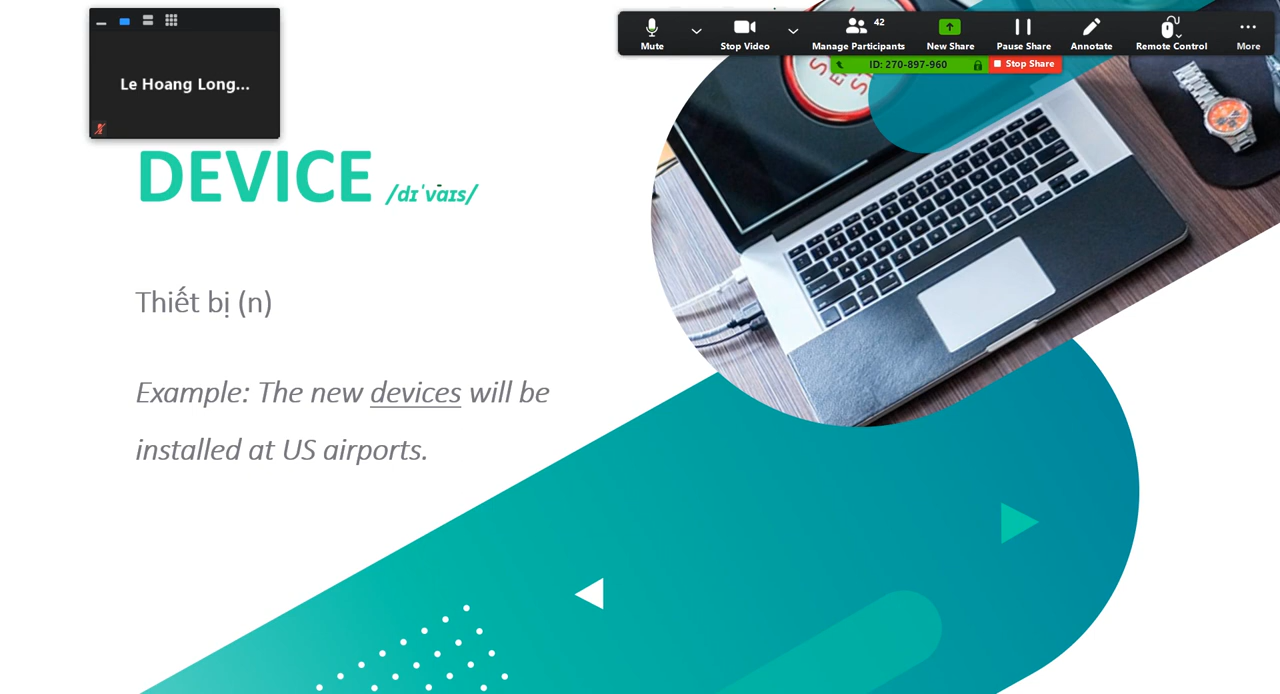 Le Hoang Long...
42
Mute
Stop Video
Manage Participants
New Share
Pause Share
Annotate
Remote Control
More
ID: 270-897-960
Stop Share
DEVICE /dɪˈvaɪs/
Thiết bị (n)
Example: The new devices will be
installed at US airports.